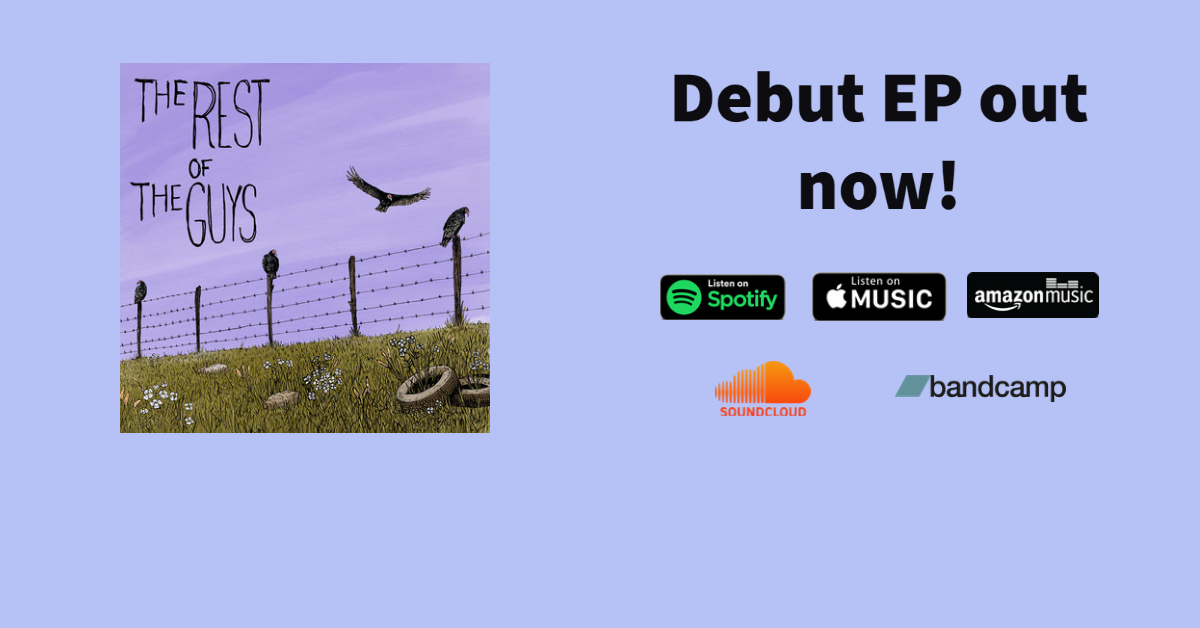 THE REST
OF
THE GUYS
Debut EP out
now!
Listen on
Spotify
Listen on
MUSIC
amazon music
SOUNDCLOUD
bandcamp